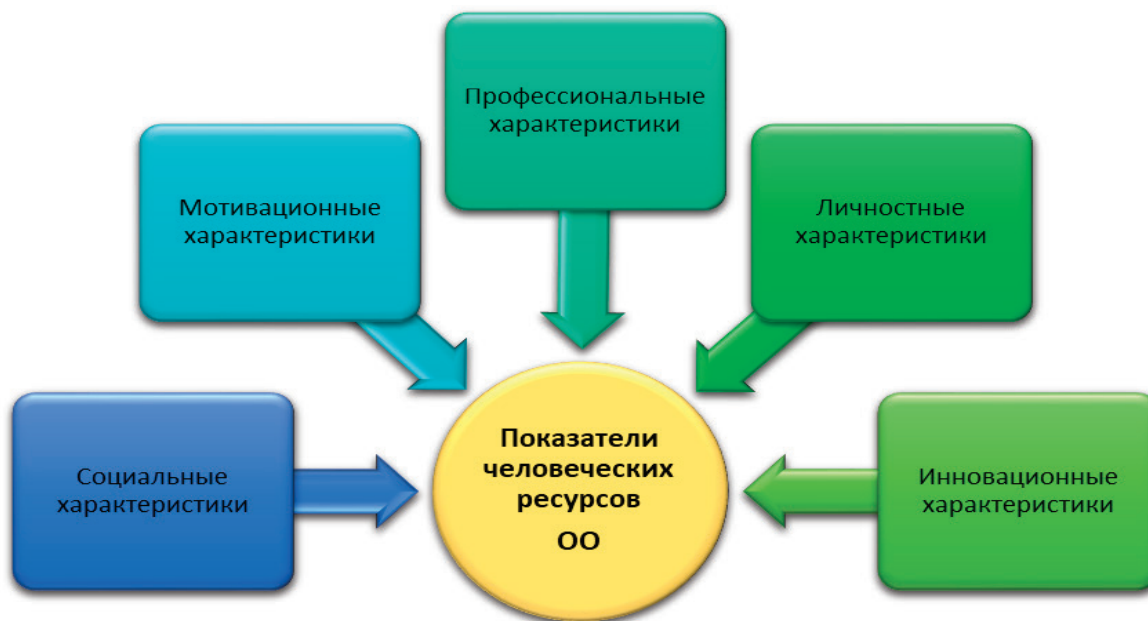 Профессиональные
характеристики
Мотивационные
характеристики
Личностные
характеристики
Социальные
характеристики
Показатели
человеческих
ресурсов
ОО
Инновационные
характеристики